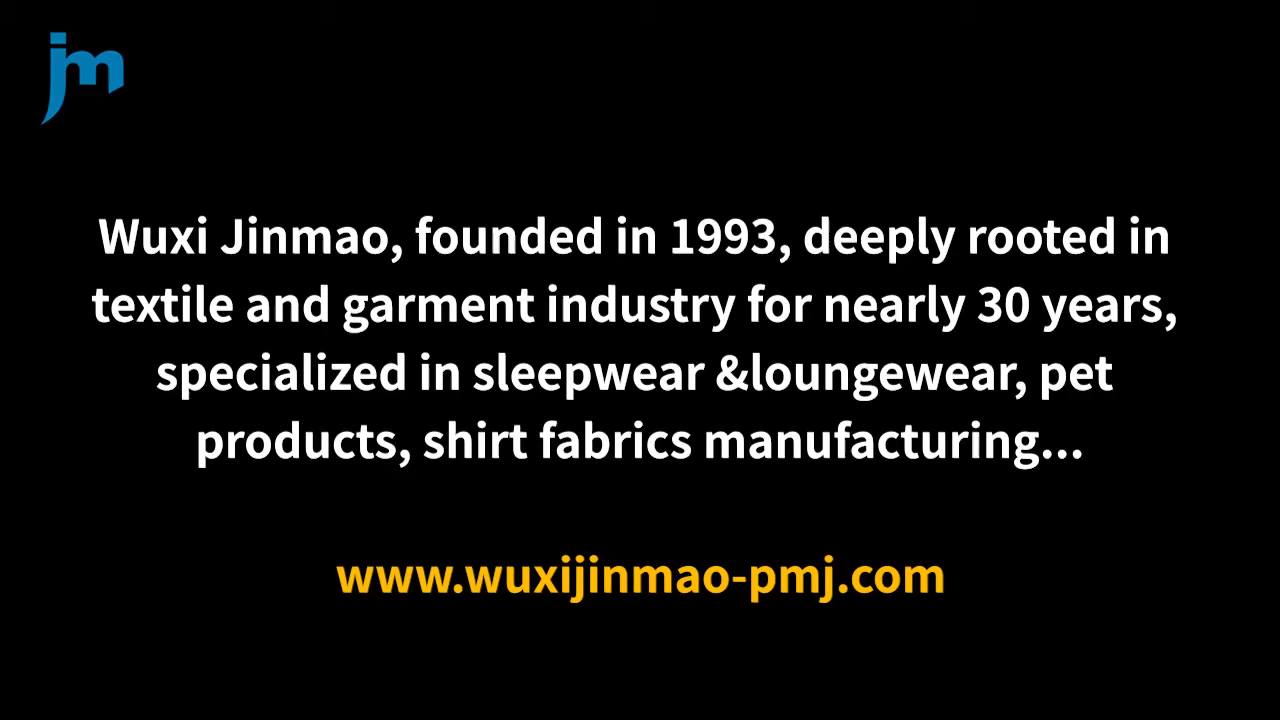 jm
Wuxi Jinmao, founded in 1993, deeply rooted in
textile and garment industry for nearly 30 years,
specialized in sleepwear &loungewear, pet
products, shirt fabrics manufacturing...
www.wuxijinmao-pmj.com